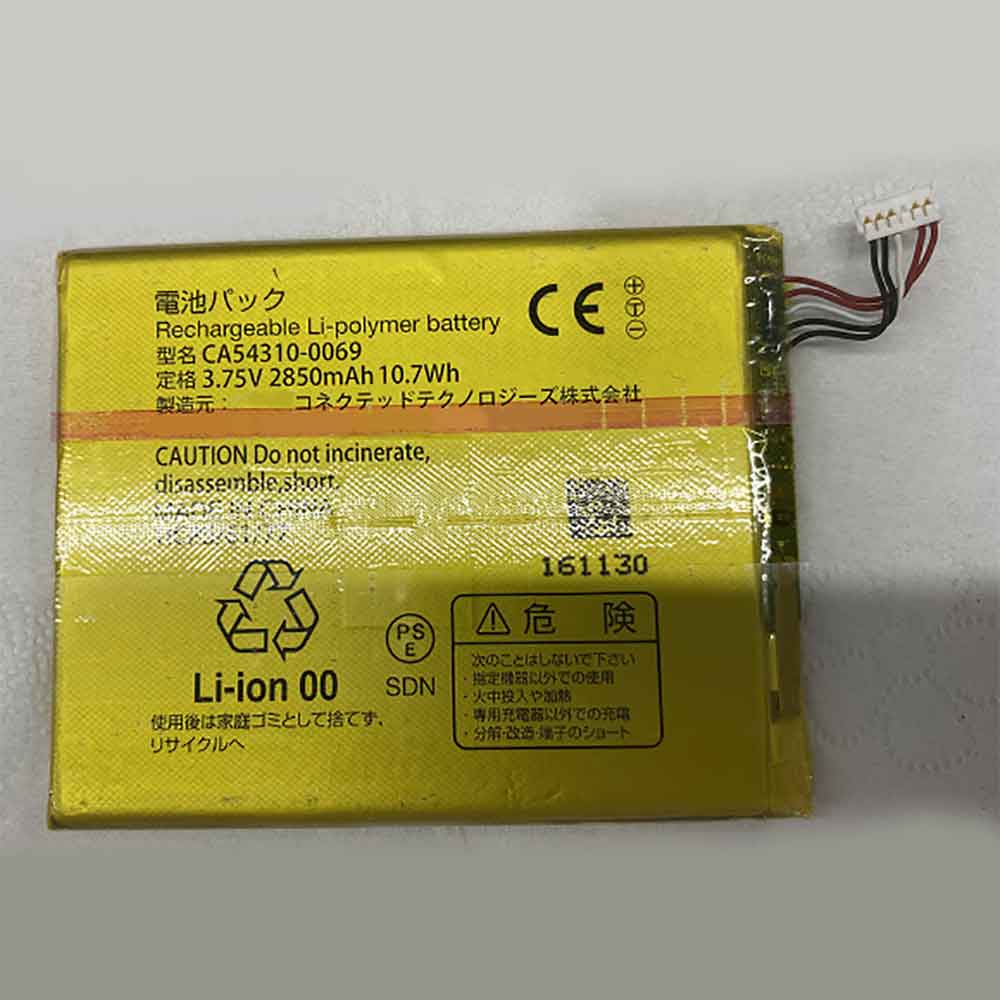 電池パック
Rechargeable Li-polymer battery
型名 CA54310-0069
定格 3.75V 2850mAh 10.7Wh
製造元: コネクテッドテクノロジーズ株式会社
CE
CAUTION Do not incinerate,
disassemble,short.
MADE IN CHINA
161130
Li-ion 00
使用後は家庭ゴミとして捨てず、
リサイクルへ
PS
E
SDN
危 険
次のことはしないで下さい
・指定機器以外での使用
・火中投入や加熱
・専用充電器以外での充電
・分解・改造・端子のショート